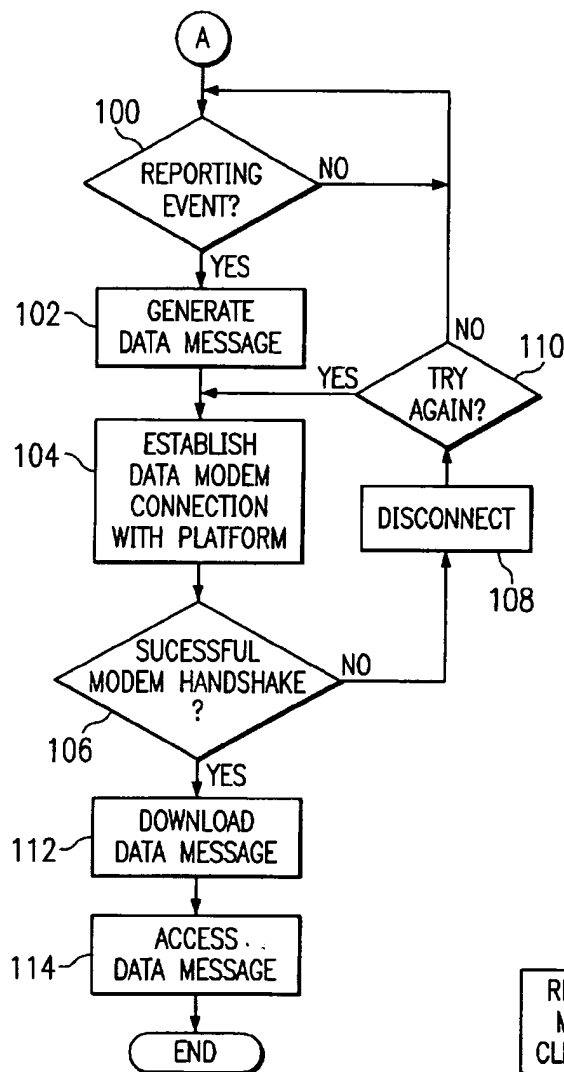 A
100
REPORTING
EVENT?
NO
YES
102
GENERATE
DATA MESSAGE
NO
110
YES
TRY
AGAIN?
104
ESTABLISH
DATA MODEM
CONNECTION
WITH PLATFORM
DISCONNECT
108
SUCESSFUL
MODEM HANDSHAKE
?
NO
106
YES
112
DOWNLOAD
DATA MESSAGE
114
ACCESS
DATA MESSAGE
END